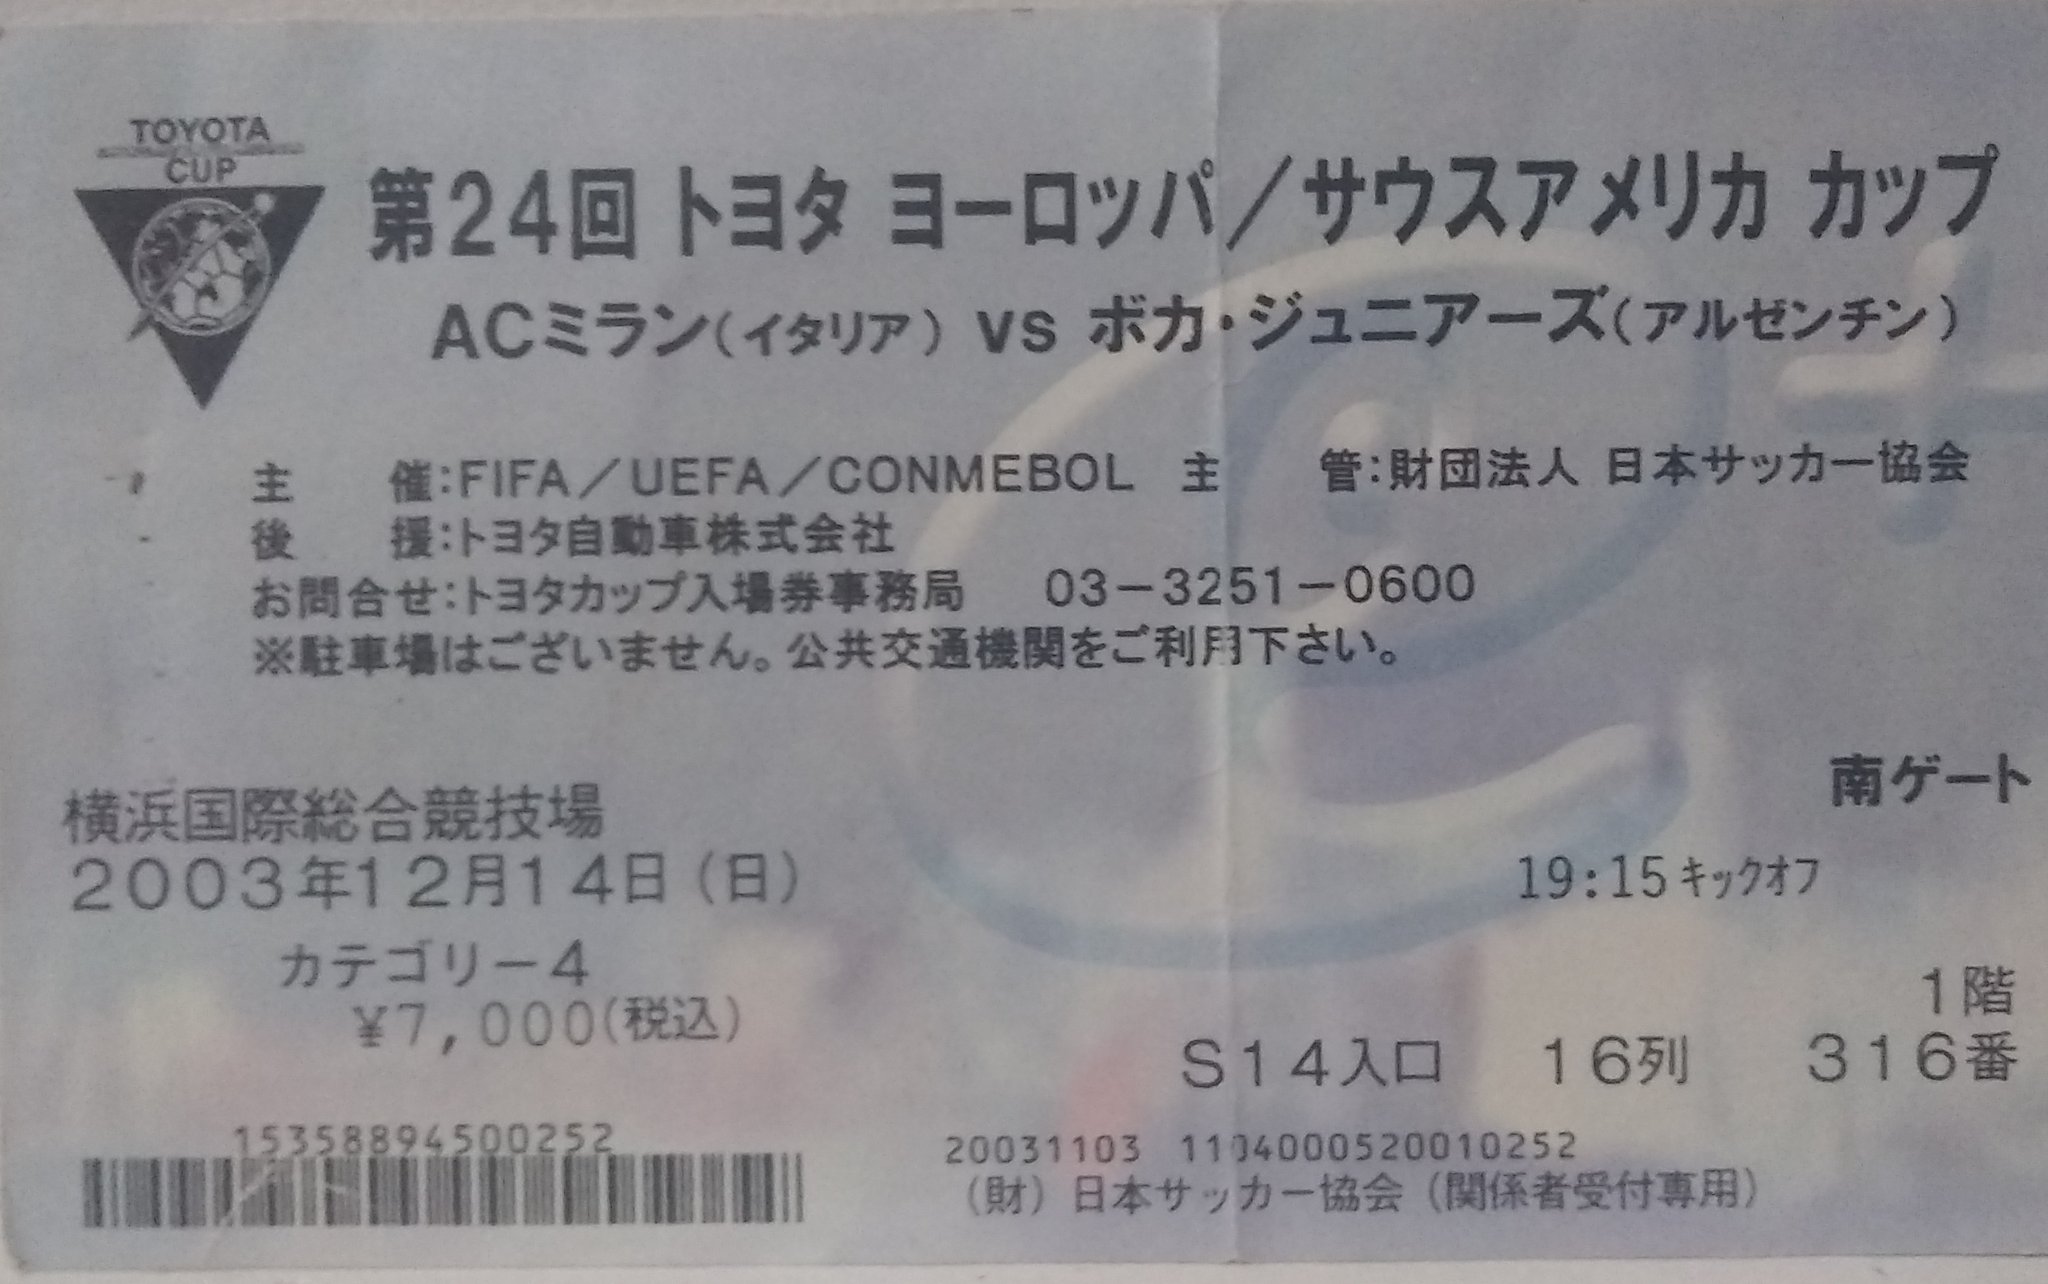 TOYOTA
CUP
第24回 トヨタ ヨーロッパ/サウスアメリカ カップ
ACミラン(イタリア) vs ボカ・ジュニアーズ(アルゼンチン)
主 催:FIFA/UEFA/CONMEBOL 主 管:財団法人 日本サッカー協会
後 援:トヨタ自動車株式会社
お問合せ:トヨタカップ入場券事務局 03-3251-0600
※駐車場はございません。公共交通機関をご利用下さい。
南ゲート
横浜国際総合競技場
2003年12月14日(日)
19:15キックオフ
カテゴリー4
¥7,000(税込)
1階
S14入口 16列 316番
15358894500252
20031103 1104000520010252
(財)日本サッカー協会(関係者受付専用)